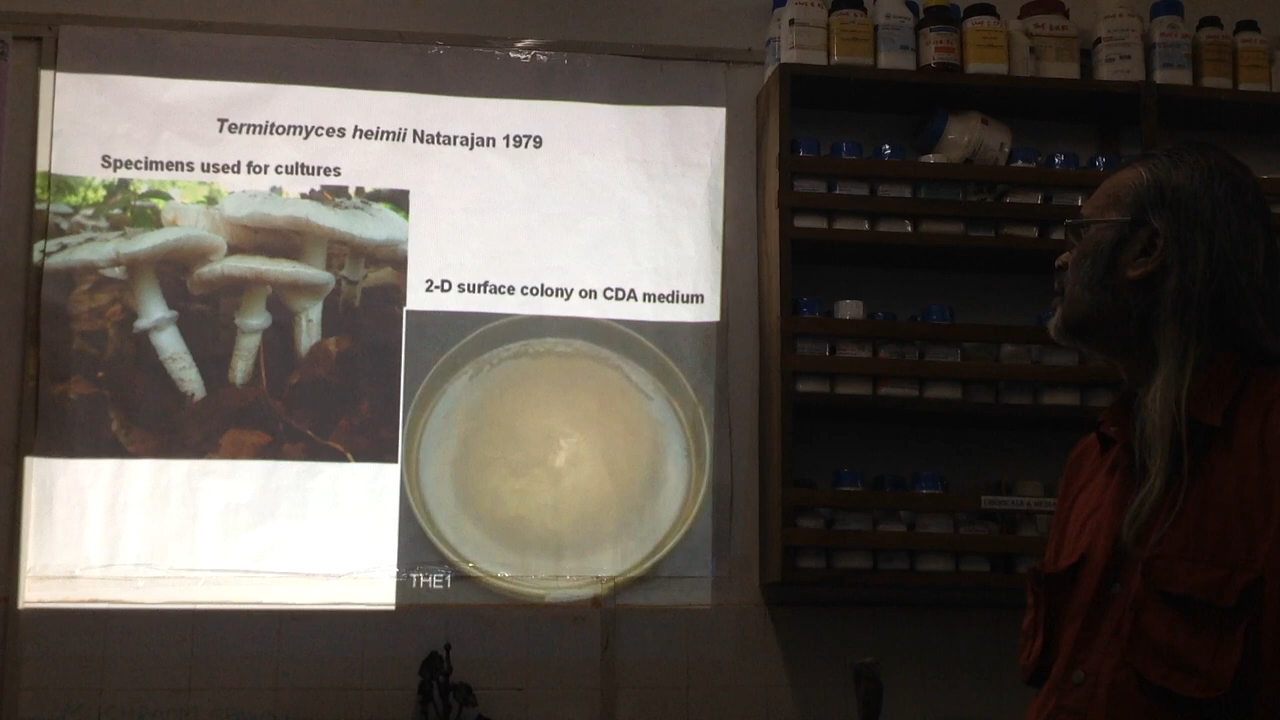 Termitomyces heimii Natarajan 1979
Specimens used for cultures
2-D surface colony on CDA medium
THE1